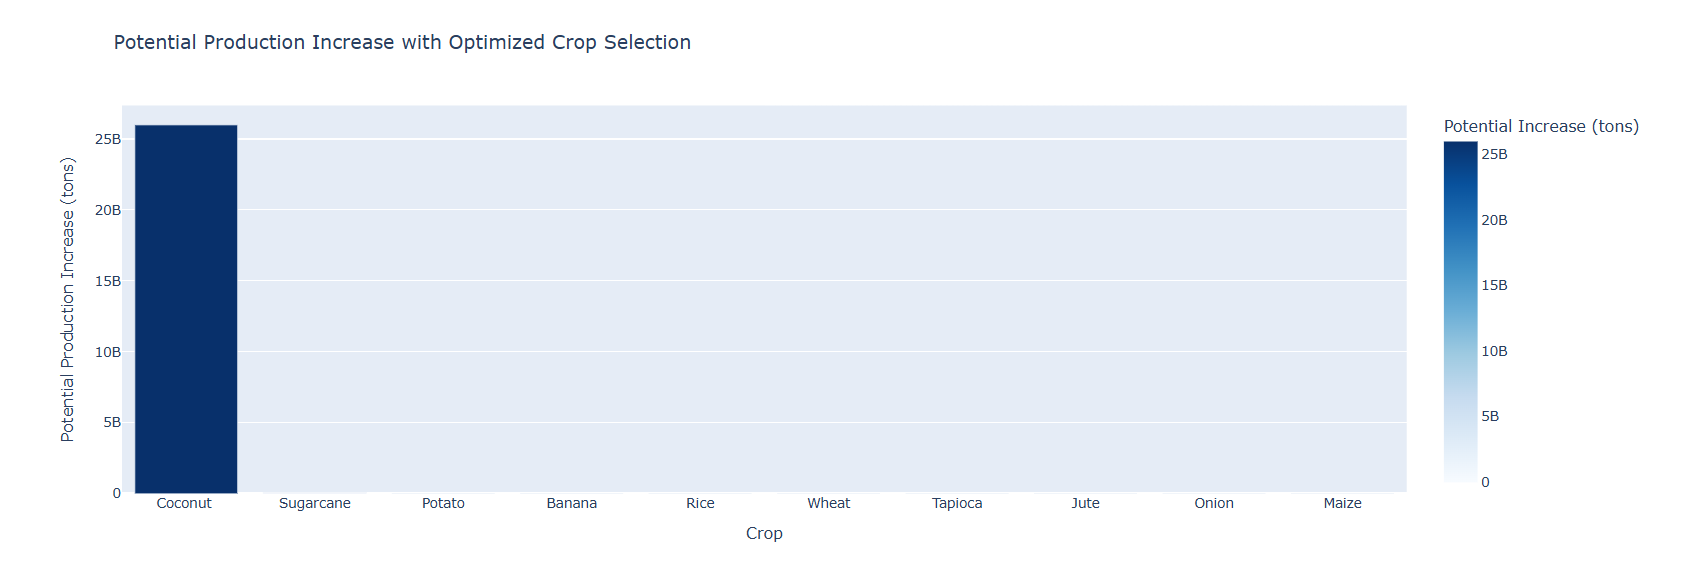 Potential Production Increase with Optimized Crop Selection
Potential Production Increase (tons)
25B
20B
15B
10B
5B
0
Coconut Sugarcane Potato Banana Rice Wheat Tapioca Jute Onion Maize
Crop
Potential Increase (tons)
25B
20B
15B
10B
5B
0